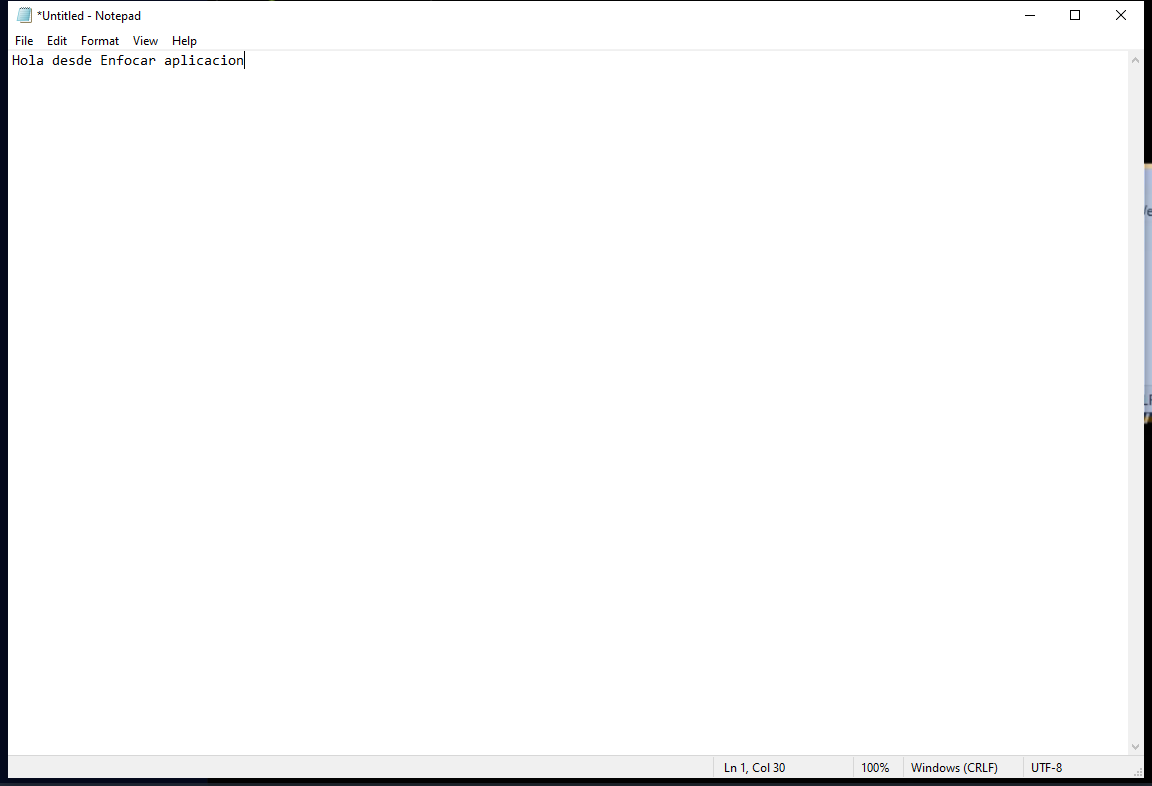 *Untitled - Notepad
File Edit Format View Help
Hola desde Enfocar aplicacion
Ln 1, Col 30 100% Windows (CRLF) UTF-8